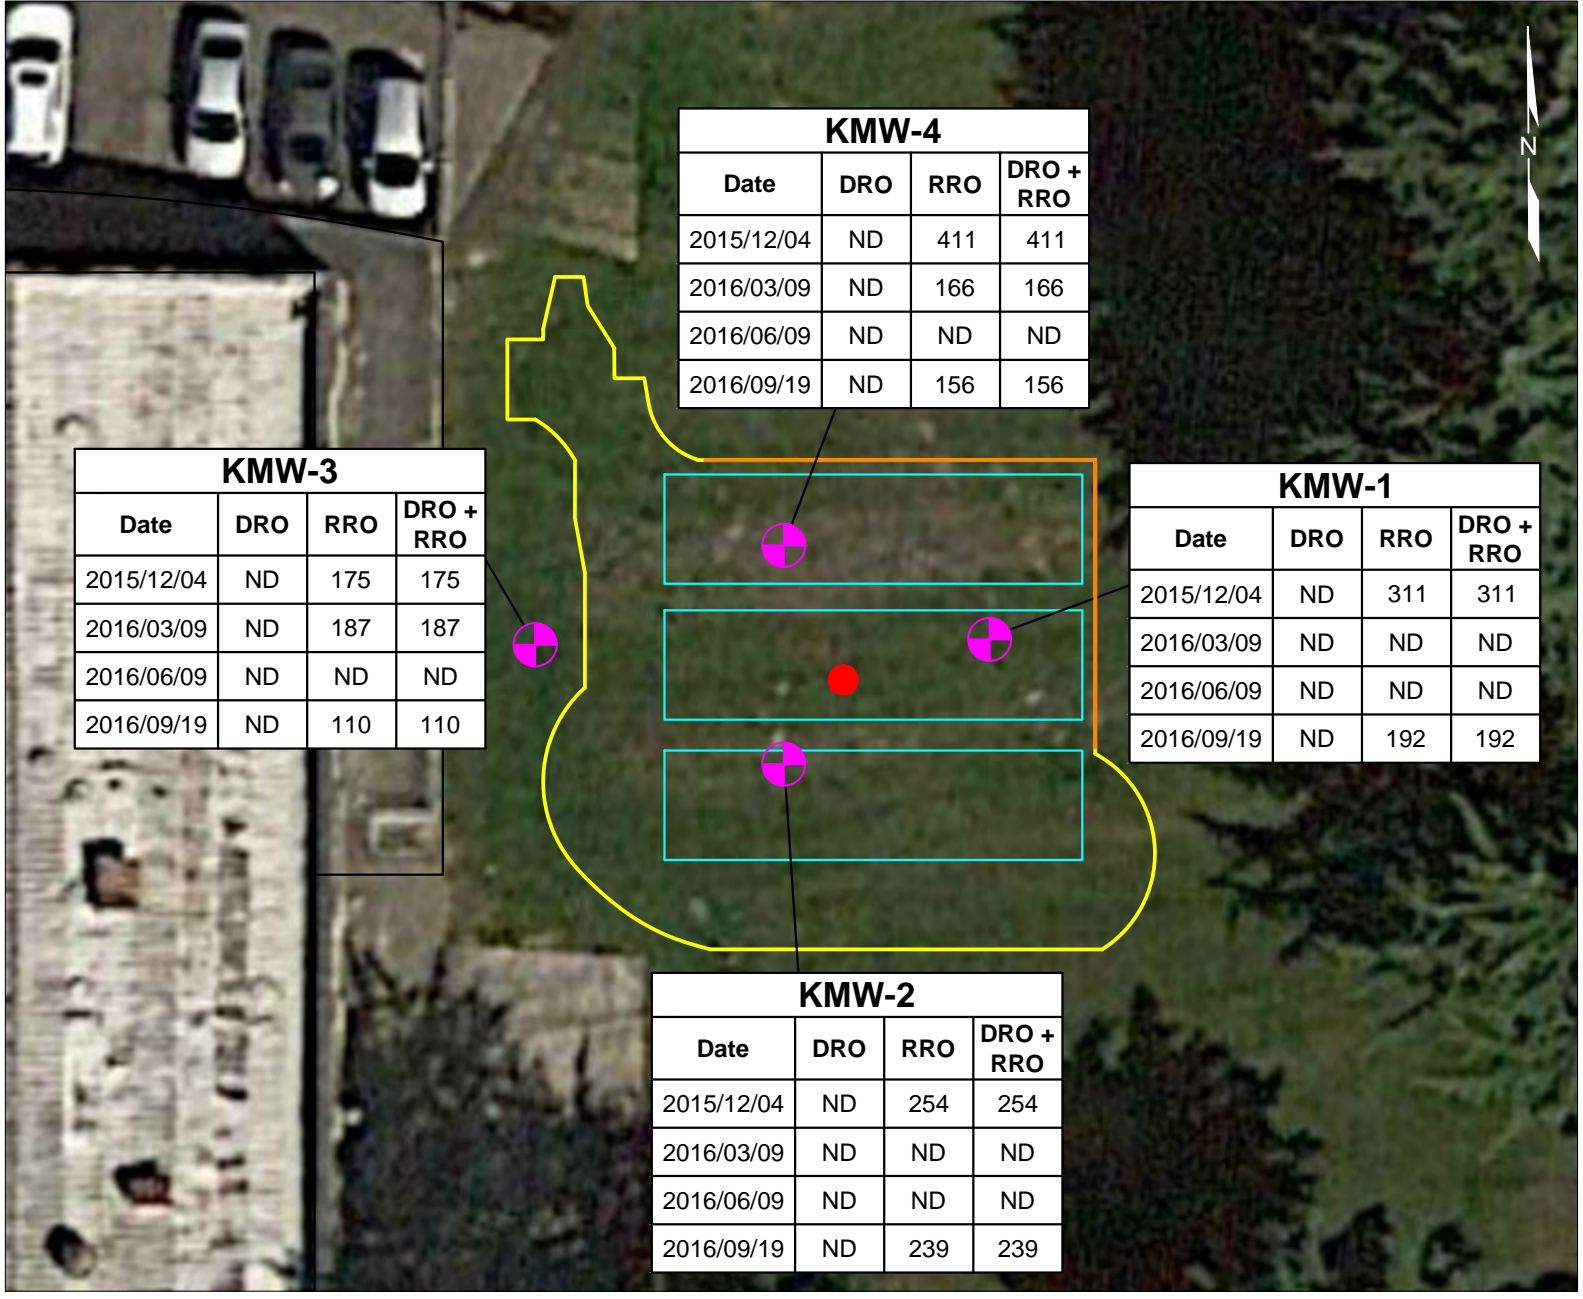 N
KMW-4
Date DRO RRO DRO + RRO
2015/12/04 ND 411 411
2016/03/09 ND 166 166
2016/06/09 ND ND ND
2016/09/19 ND 156 156
KMW-3
Date DRO RRO DRO + RRO
2015/12/04 ND 175 175
2016/03/09 ND 187 187
2016/06/09 ND ND ND
2016/09/19 ND 110 110
KMW-1
Date DRO RRO DRO + RRO
2015/12/04 ND 311 311
2016/03/09 ND ND ND
2016/06/09 ND ND ND
2016/09/19 ND 192 192
KMW-2
Date DRO RRO DRO + RRO
2015/12/04 ND 254 254
2016/03/09 ND ND ND
2016/06/09 ND ND ND
2016/09/19 ND 239 239